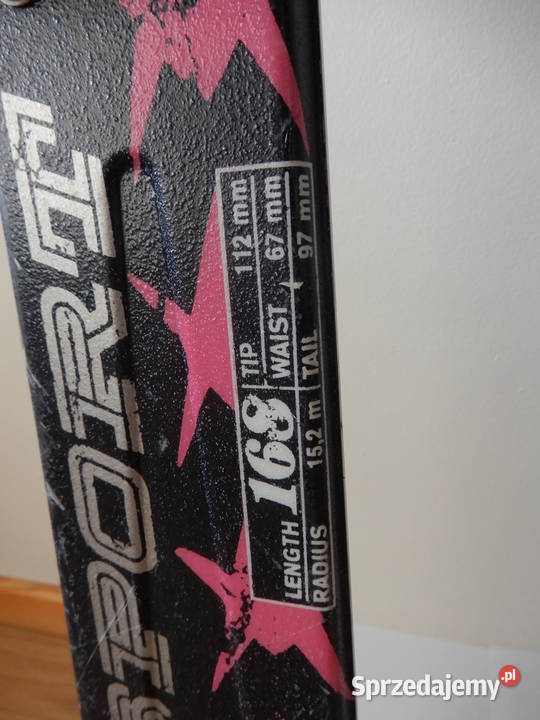 SPORT
LENGTH 168 TIP 112 mm
WAIST 67 mm
RADIUS 15,2 m TAIL 97 mm
Sprzedajemy.pl